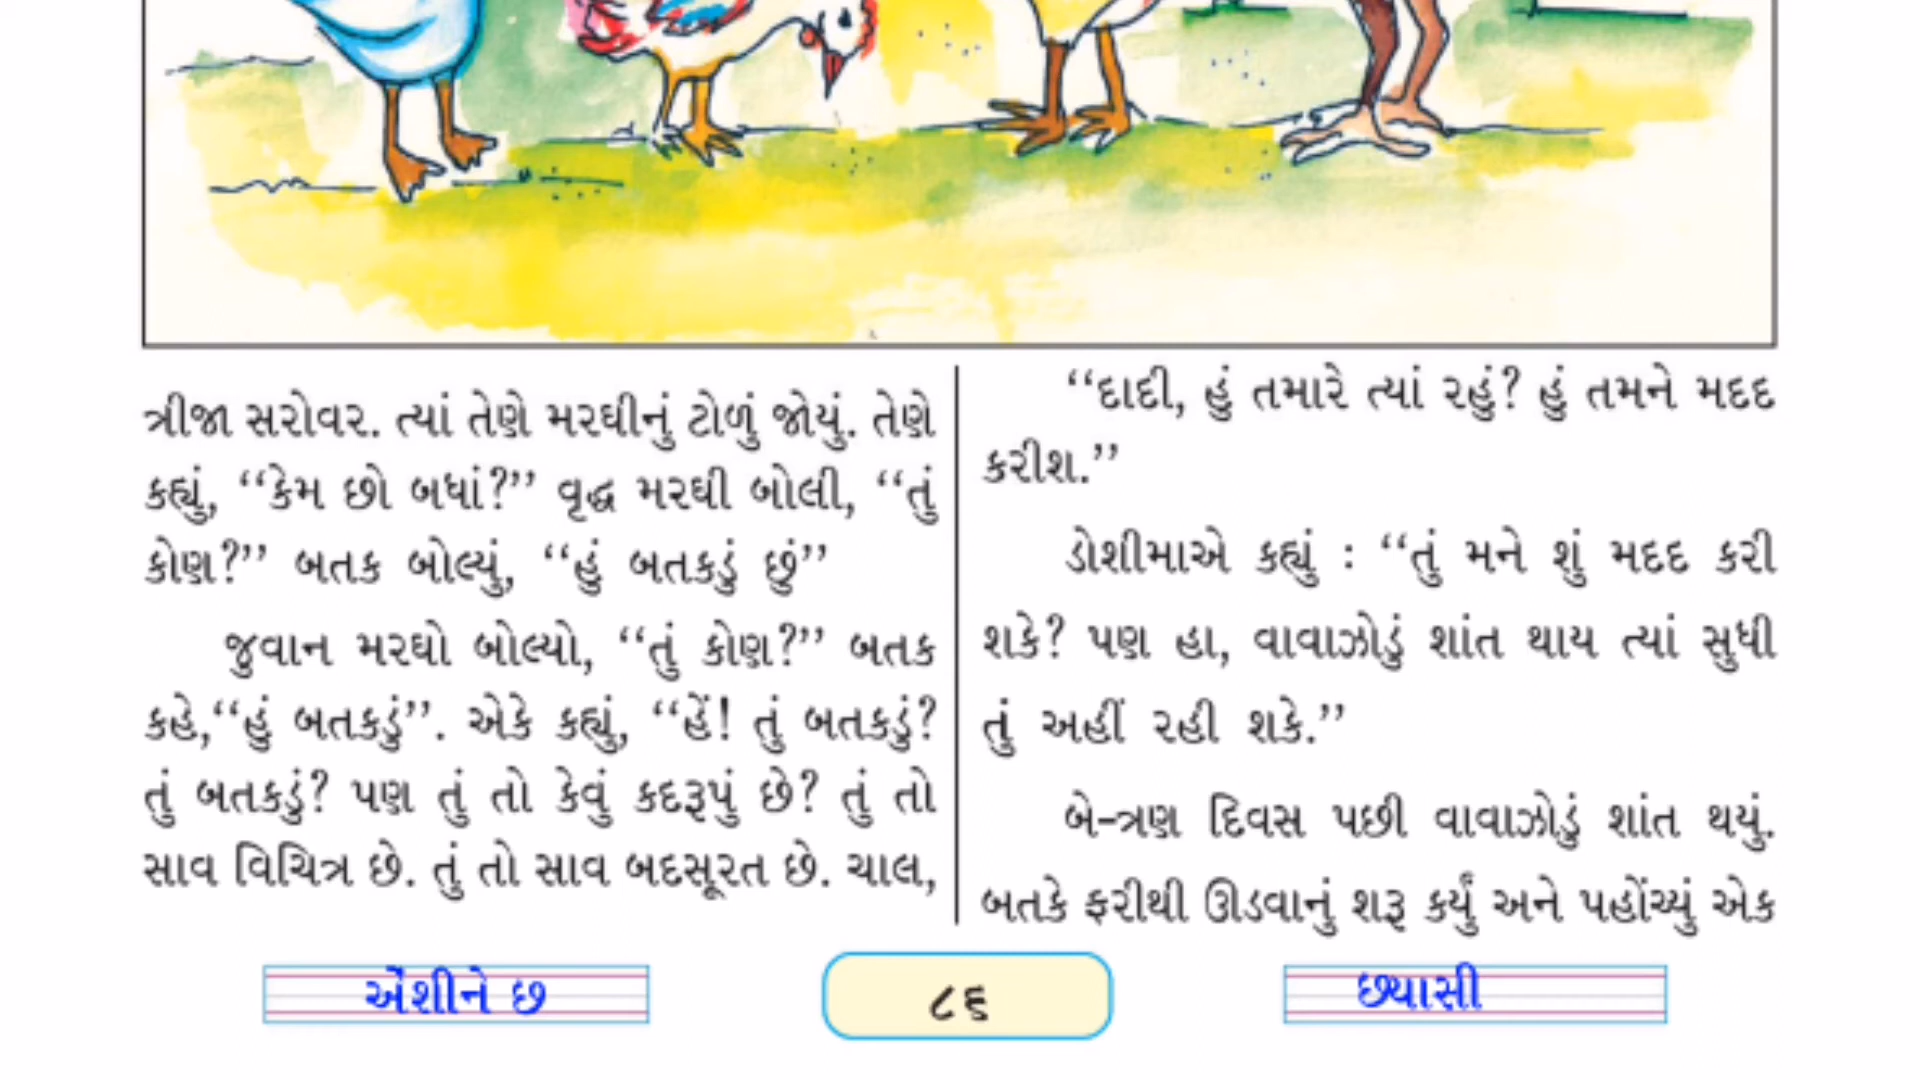 ત્રીજા સરોવર. ત્યાં તેણે મરઘીનું ટોળું જોયું. તેણે
કહ્યું, “કેમ છો બધાં?” વૃદ્ધ મરઘી બોલી, “તું
કોણ?” બતક બોલ્યું, “હું બતકડું છું”
જુવાન મરઘો બોલ્યો, “તું કોણ?” બતક
કહે,“હું બતકડું”. એકે કહ્યું, “હેં! તું બતકડું?
તું બતકડું? પણ તું તો કેવું કદરૂપું છે? તું તો
સાવ વિચિત્ર છે. તું તો સાવ બદસૂરત છે. ચાલ,
“દાદી, હું તમારે ત્યાં રહું? હું તમને મદદ
કરીશ.”
ડોશીમાએ કહ્યું : “તું મને શું મદદ કરી
શકે? પણ હા, વાવાઝોડું શાંત થાય ત્યાં સુધી
તું અહીં રહી શકે.”
બે-ત્રણ દિવસ પછી વાવાઝોડું શાંત થયું.
બતકે ફરીથી ઊડવાનું શરૂ કર્યું અને પહોંચ્યું એક
એંશીને છ
૮૬
છયાસી